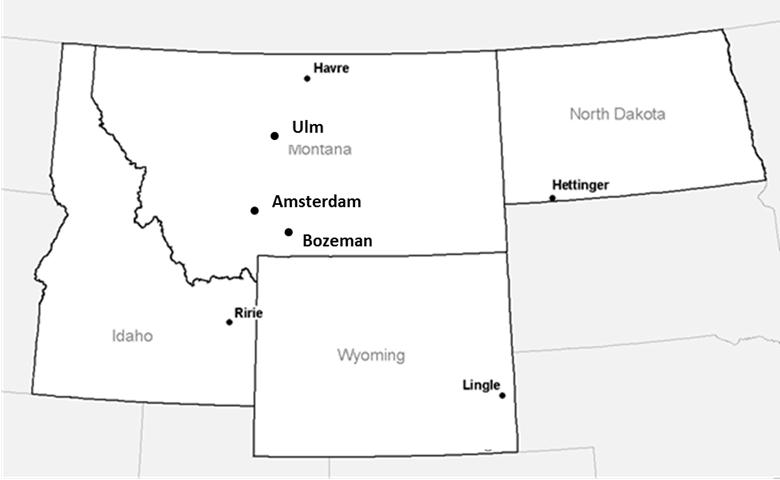 Havre
Ulm
Montana
North Dakota
Amsterdam
Hettinger
Bozeman
Ririe
Idaho
Wyoming
Lingle